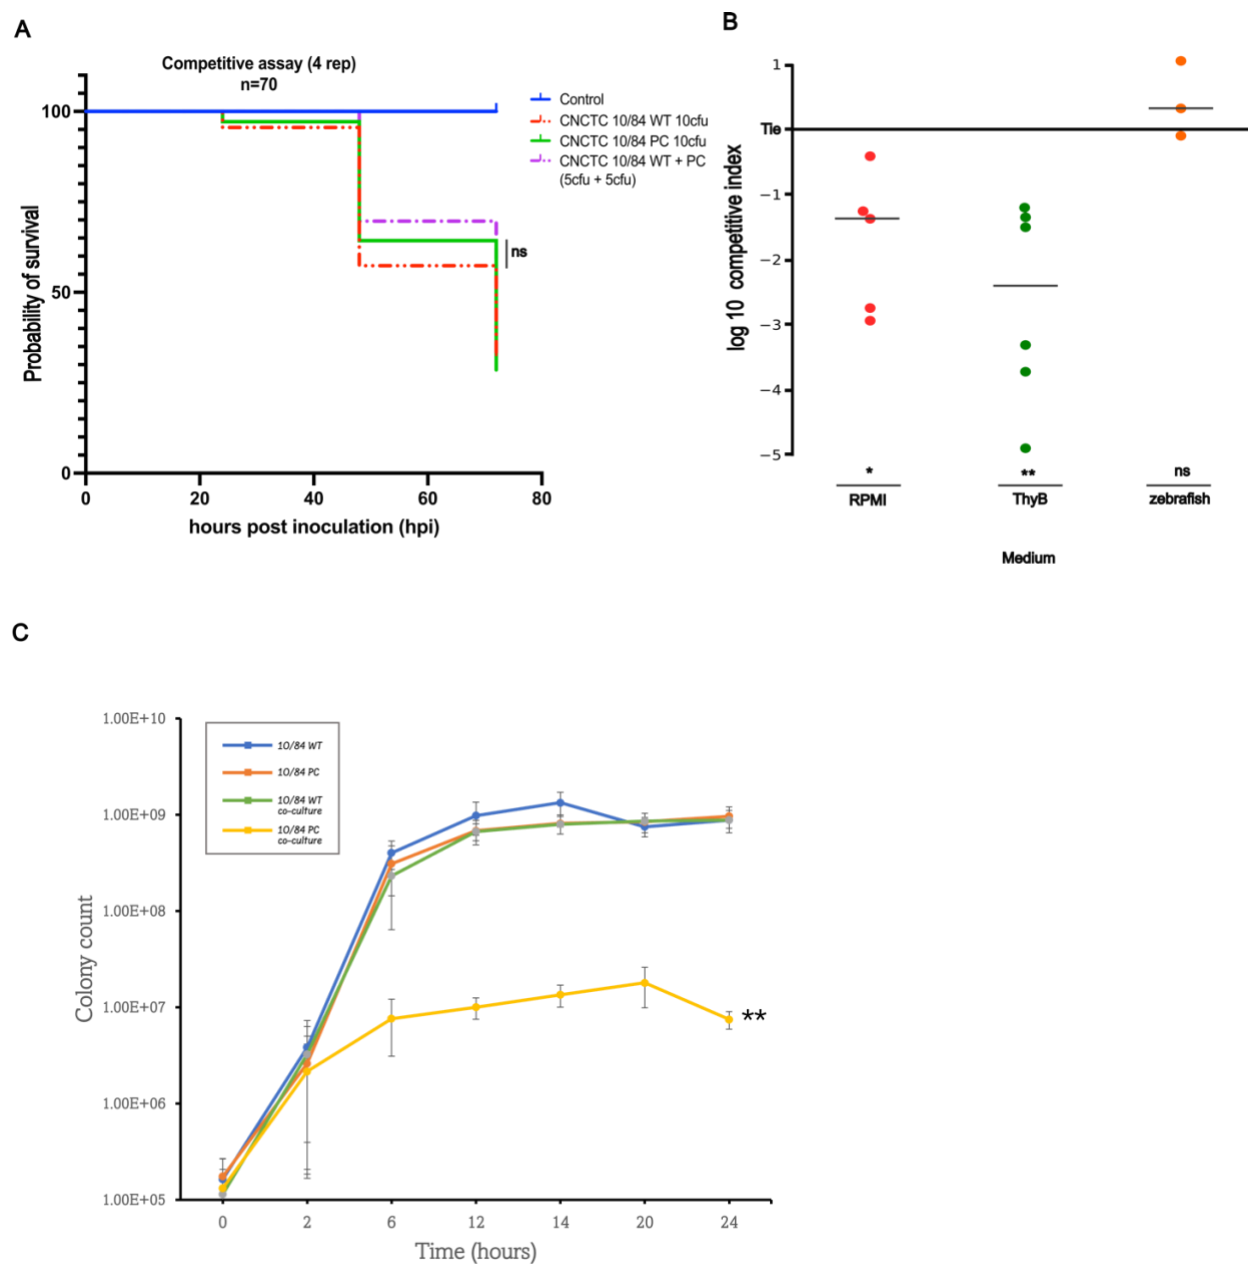 A
Competitive assay (4 rep)
n=70
Probability of survival
100
50
0
0
20
40
60
80
hours post inoculation (hpi)
Control
CNCTC 10/84 WT 10cfu
CNCTC 10/84 PC 10cfu
CNCTC 10/84 WT + PC
(5cfu + 5cfu)
ns
B
log 10 competitive index
1
Tie
−1
−2
−3
−4
−5
*
**
ns
RPMI
ThyB
zebrafish
Medium
C
Colony count
1.00E+10
1.00E+09
1.00E+08
1.00E+07
1.00E+06
1.00E+05
10/84 WT
10/84 PC
10/84 WT
co-culture
10/84 PC
co-culture
**
0
2
6
12
14
20
24
Time (hours)